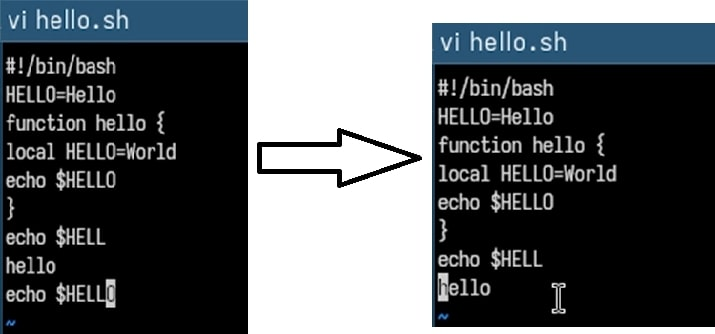 vi hello.sh
#!/bin/bash
HELLO=Hello
function hello {
local HELLO=World
echo $HELLO
}
echo $HELL
hello
echo $HELLO
~
vi hello.sh
#!/bin/bash
HELLO=Hello
function hello {
local HELLO=World
echo $HELLO
}
echo $HELL
hello
~